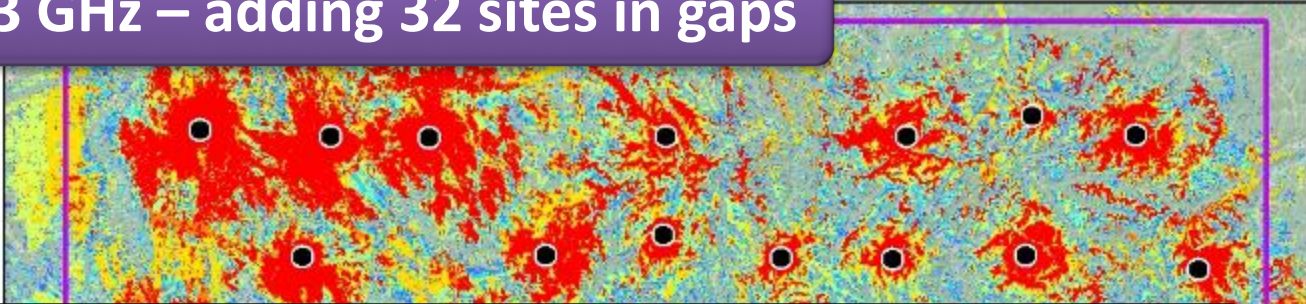 3 GHz – adding 32 sites in gaps